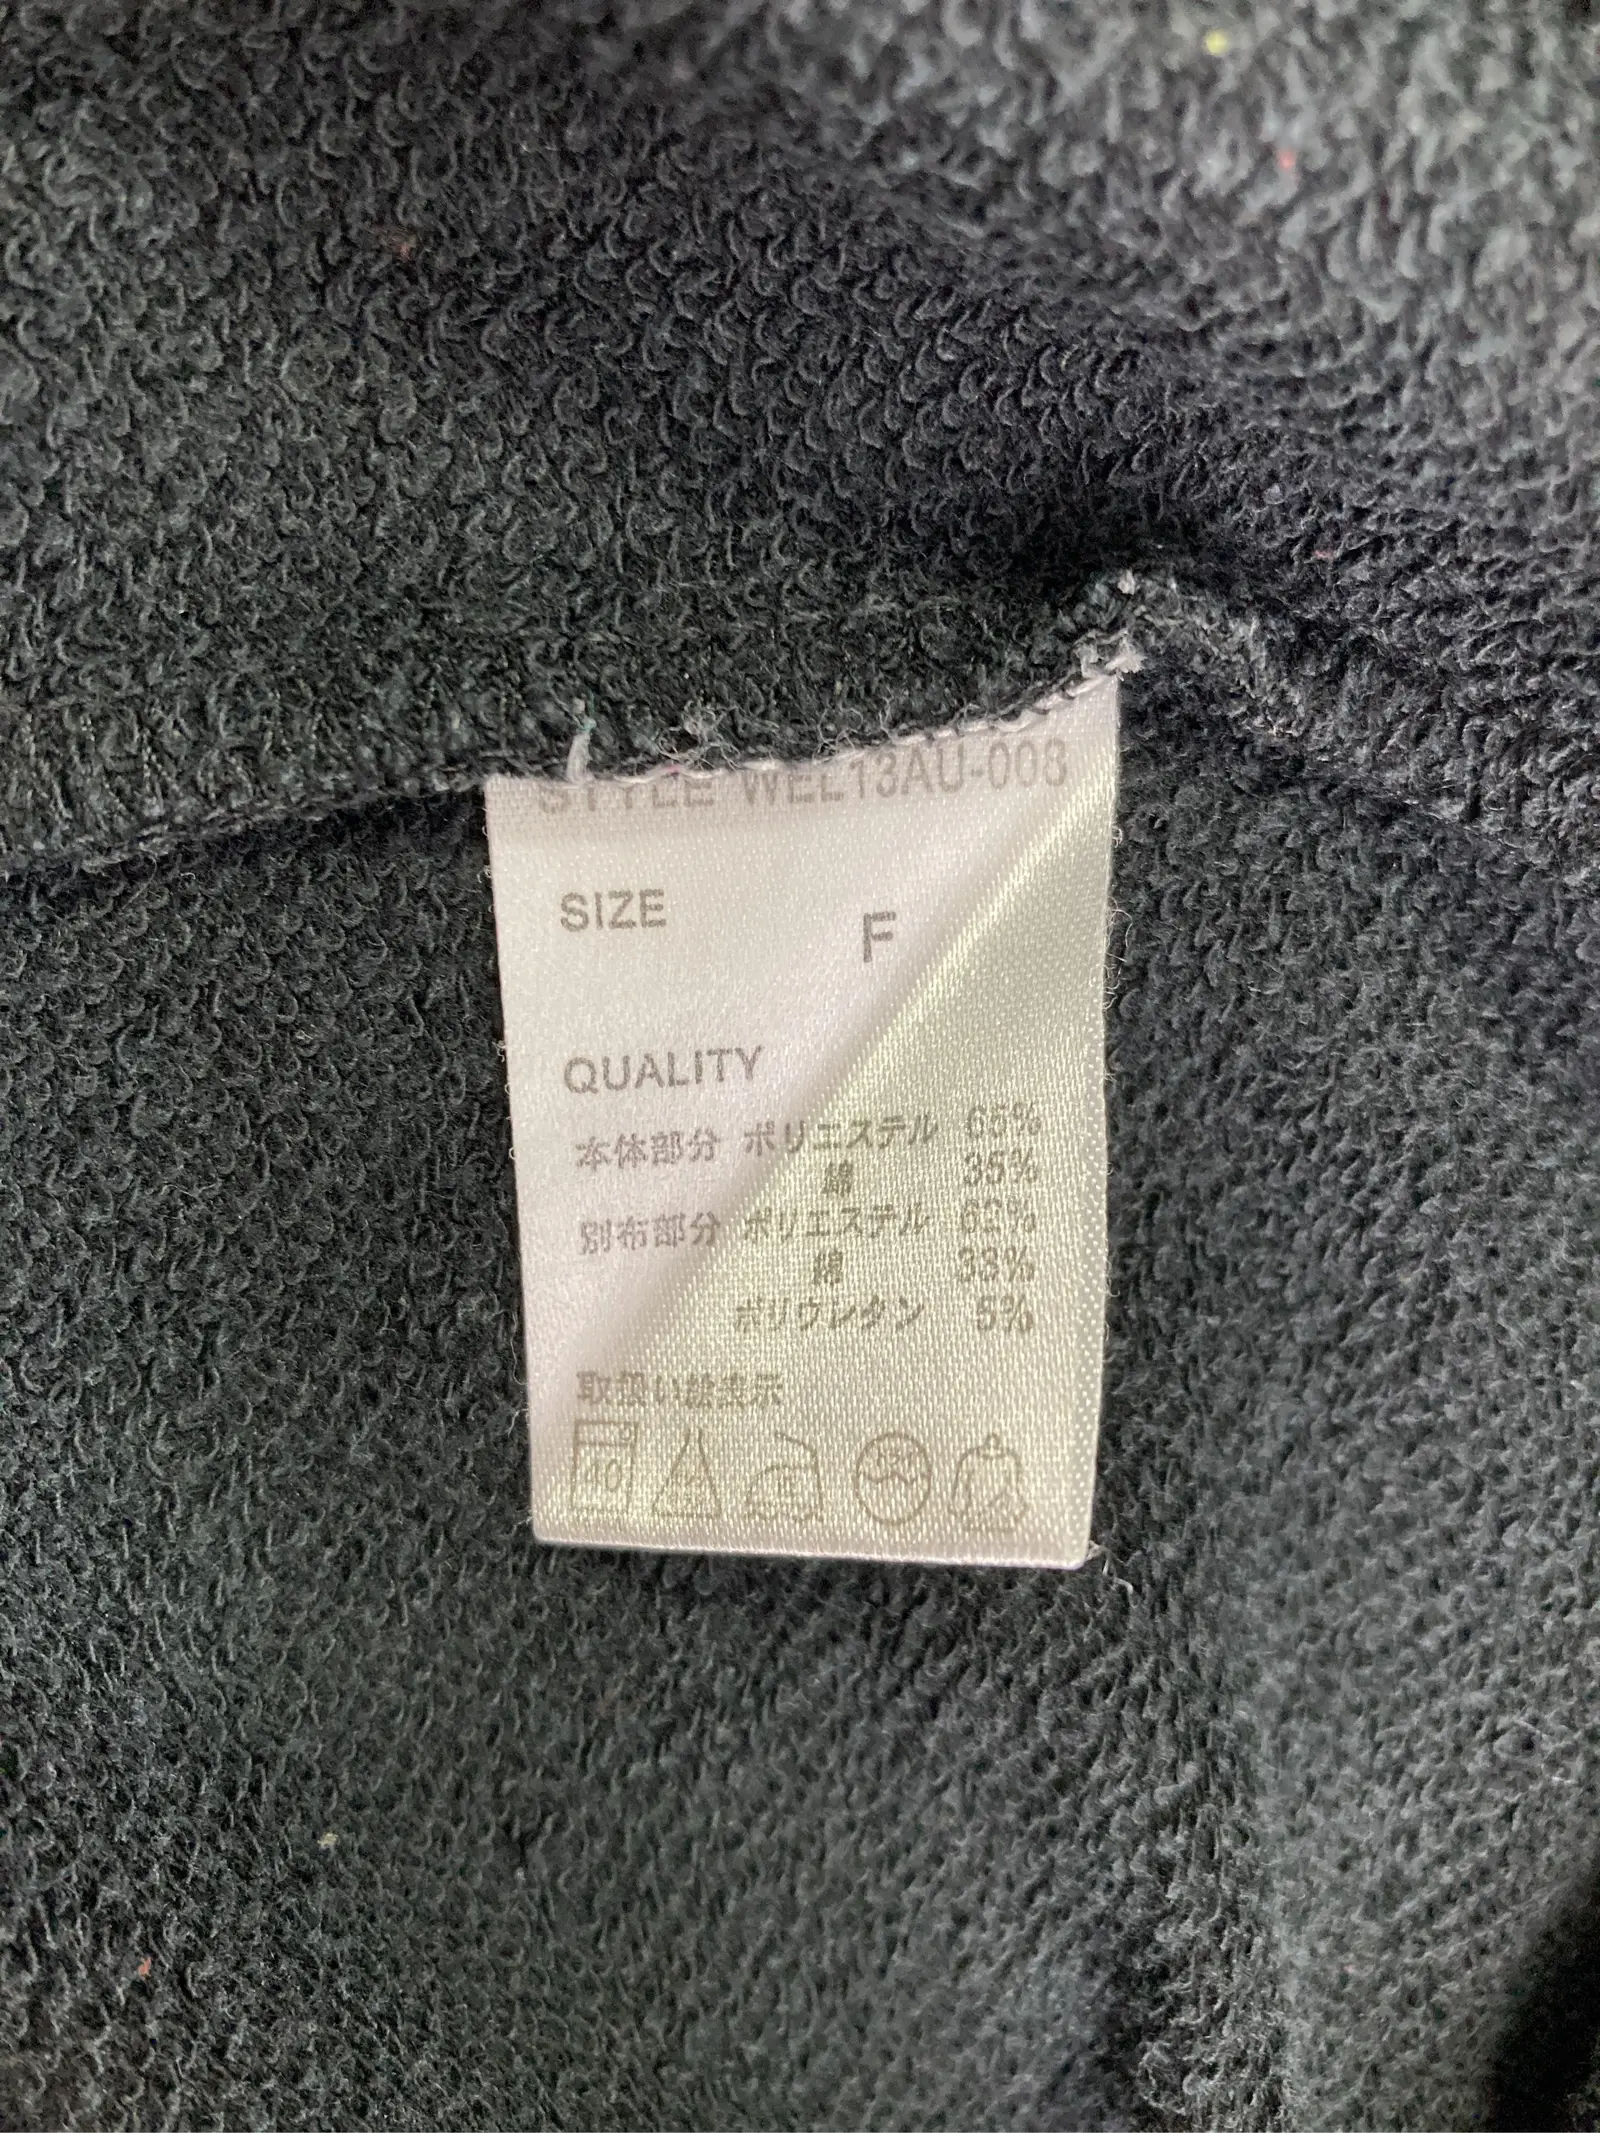 STYLE WEL13AU-008
SIZE F
QUALITY
本体部分 ポリエステル 65%
綿 35%
別布部分 ポリエステル 62%
綿 33%
ポリウレタン 5%
取扱い絵表示
40